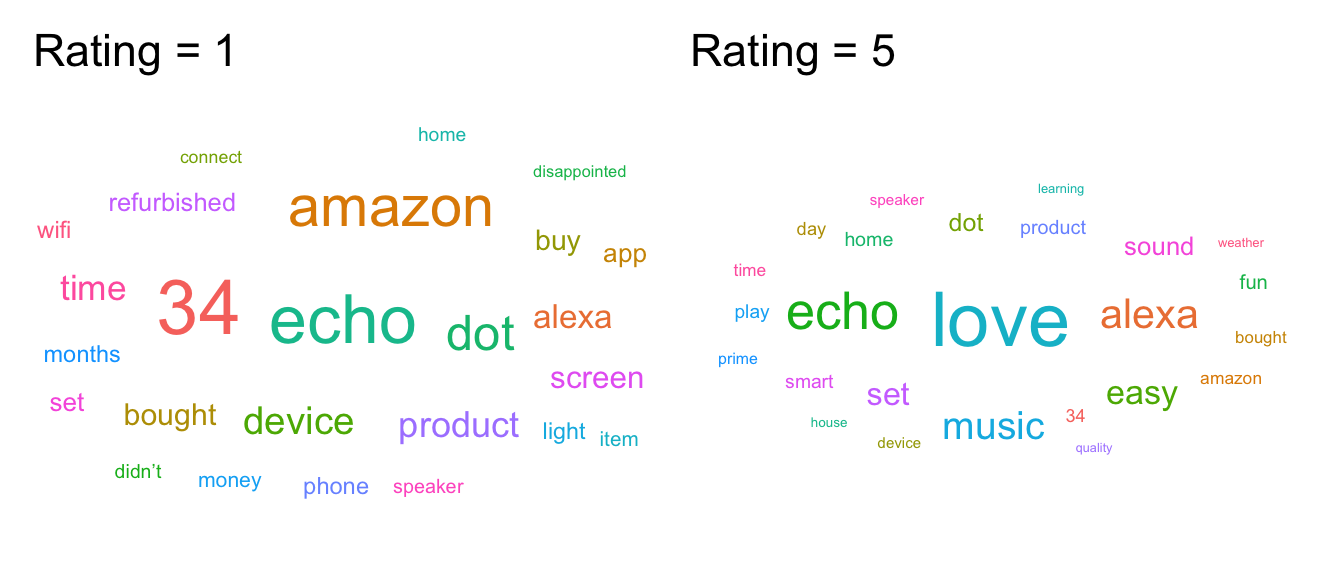 Rating = 1
home
connect
disappointed
refurbished
amazon
wifi
buy
app
time
34
echo
dot
alexa
months
screen
set
bought
device
product
light
item
didn't
money
phone
speaker
Rating = 5
learning
speaker
day
home
dot
product
sound
weather
time
fun
play
echo
love
alexa
bought
prime
smart
set
easy
amazon
house
music
34
device
quality